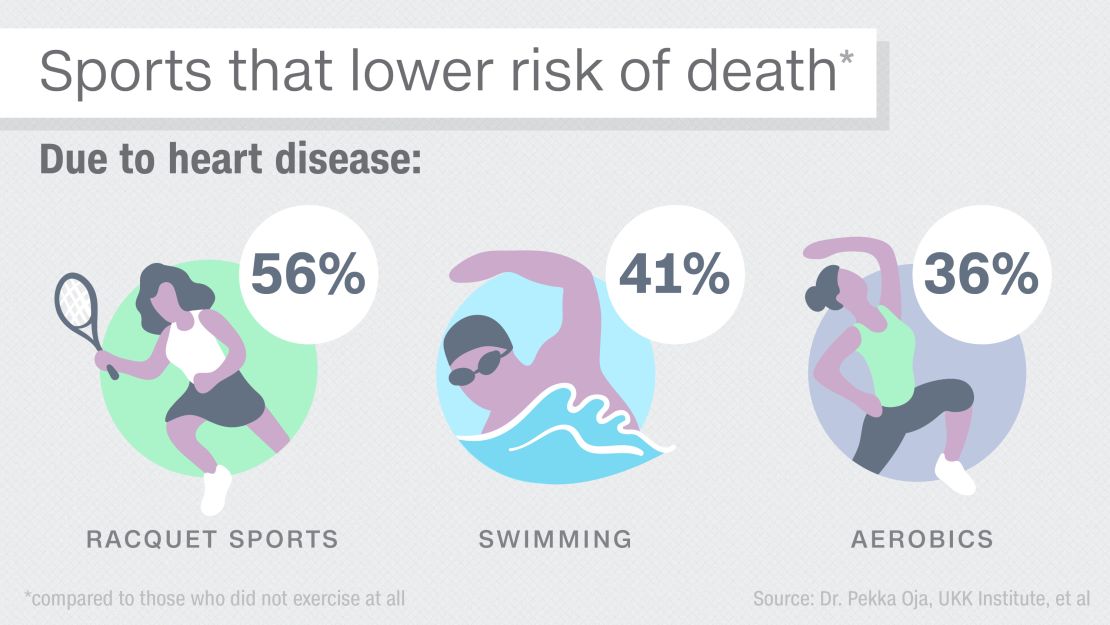 Sports that lower risk of death*
Due to heart disease:
56%
41%
36%
RACQUET SPORTS
SWIMMING
AEROBICS
*compared to those who did not exercise at all
Source: Dr. Pekka Oja, UKK Institute, et al